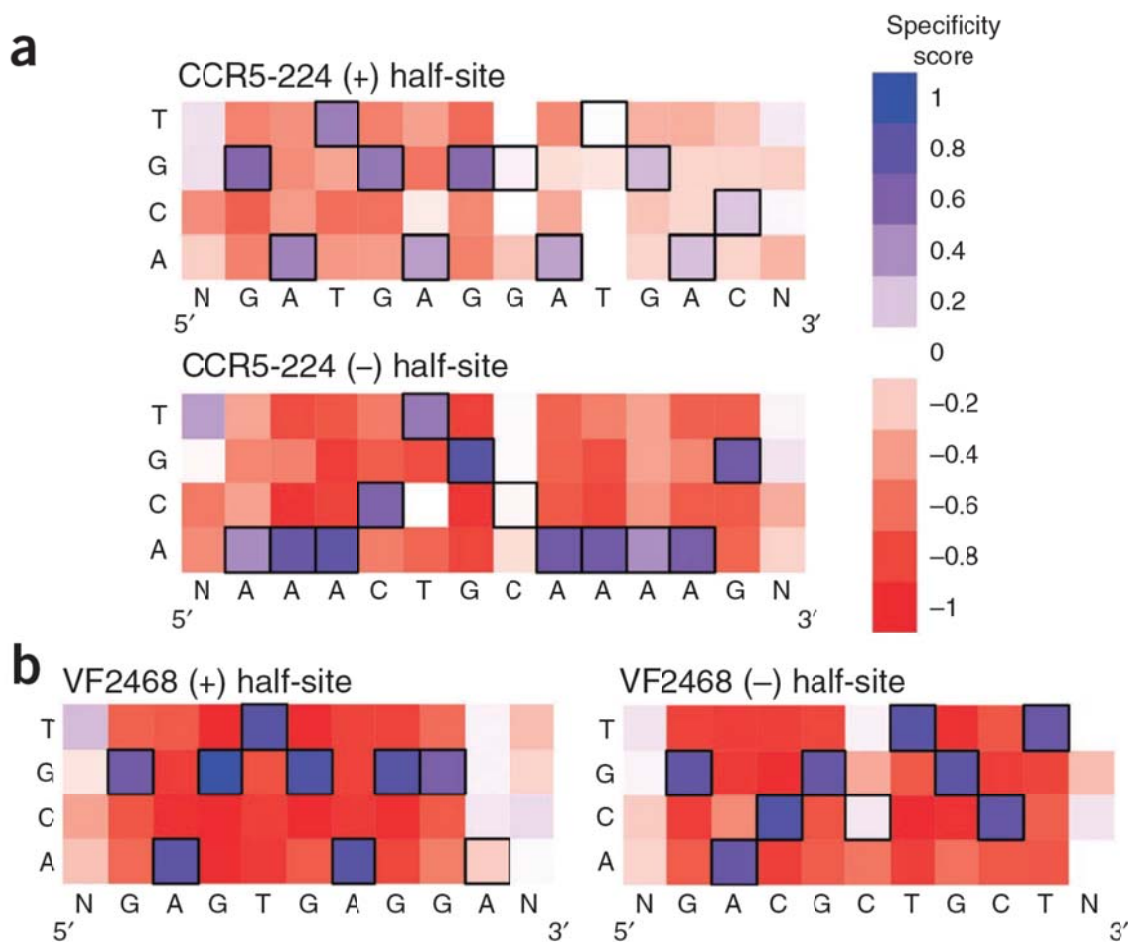 a
Specificity
score
1
0.8
0.6
0.4
0.2
0
−0.2
−0.4
−0.6
−0.8
−1
CCR5-224 (+) half-site
T
G
C
A
N G A T G A G G A T G A C N
5′ 3′
CCR5-224 (−) half-site
T
G
C
A
N A A A C T G C A A A A G N
5′ 3′
b
VF2468 (+) half-site
T
G
C
A
N G A G T G A G G A N
5′ 3′
VF2468 (−) half-site
T
G
C
A
N G A C G C T G C T N
5′ 3′